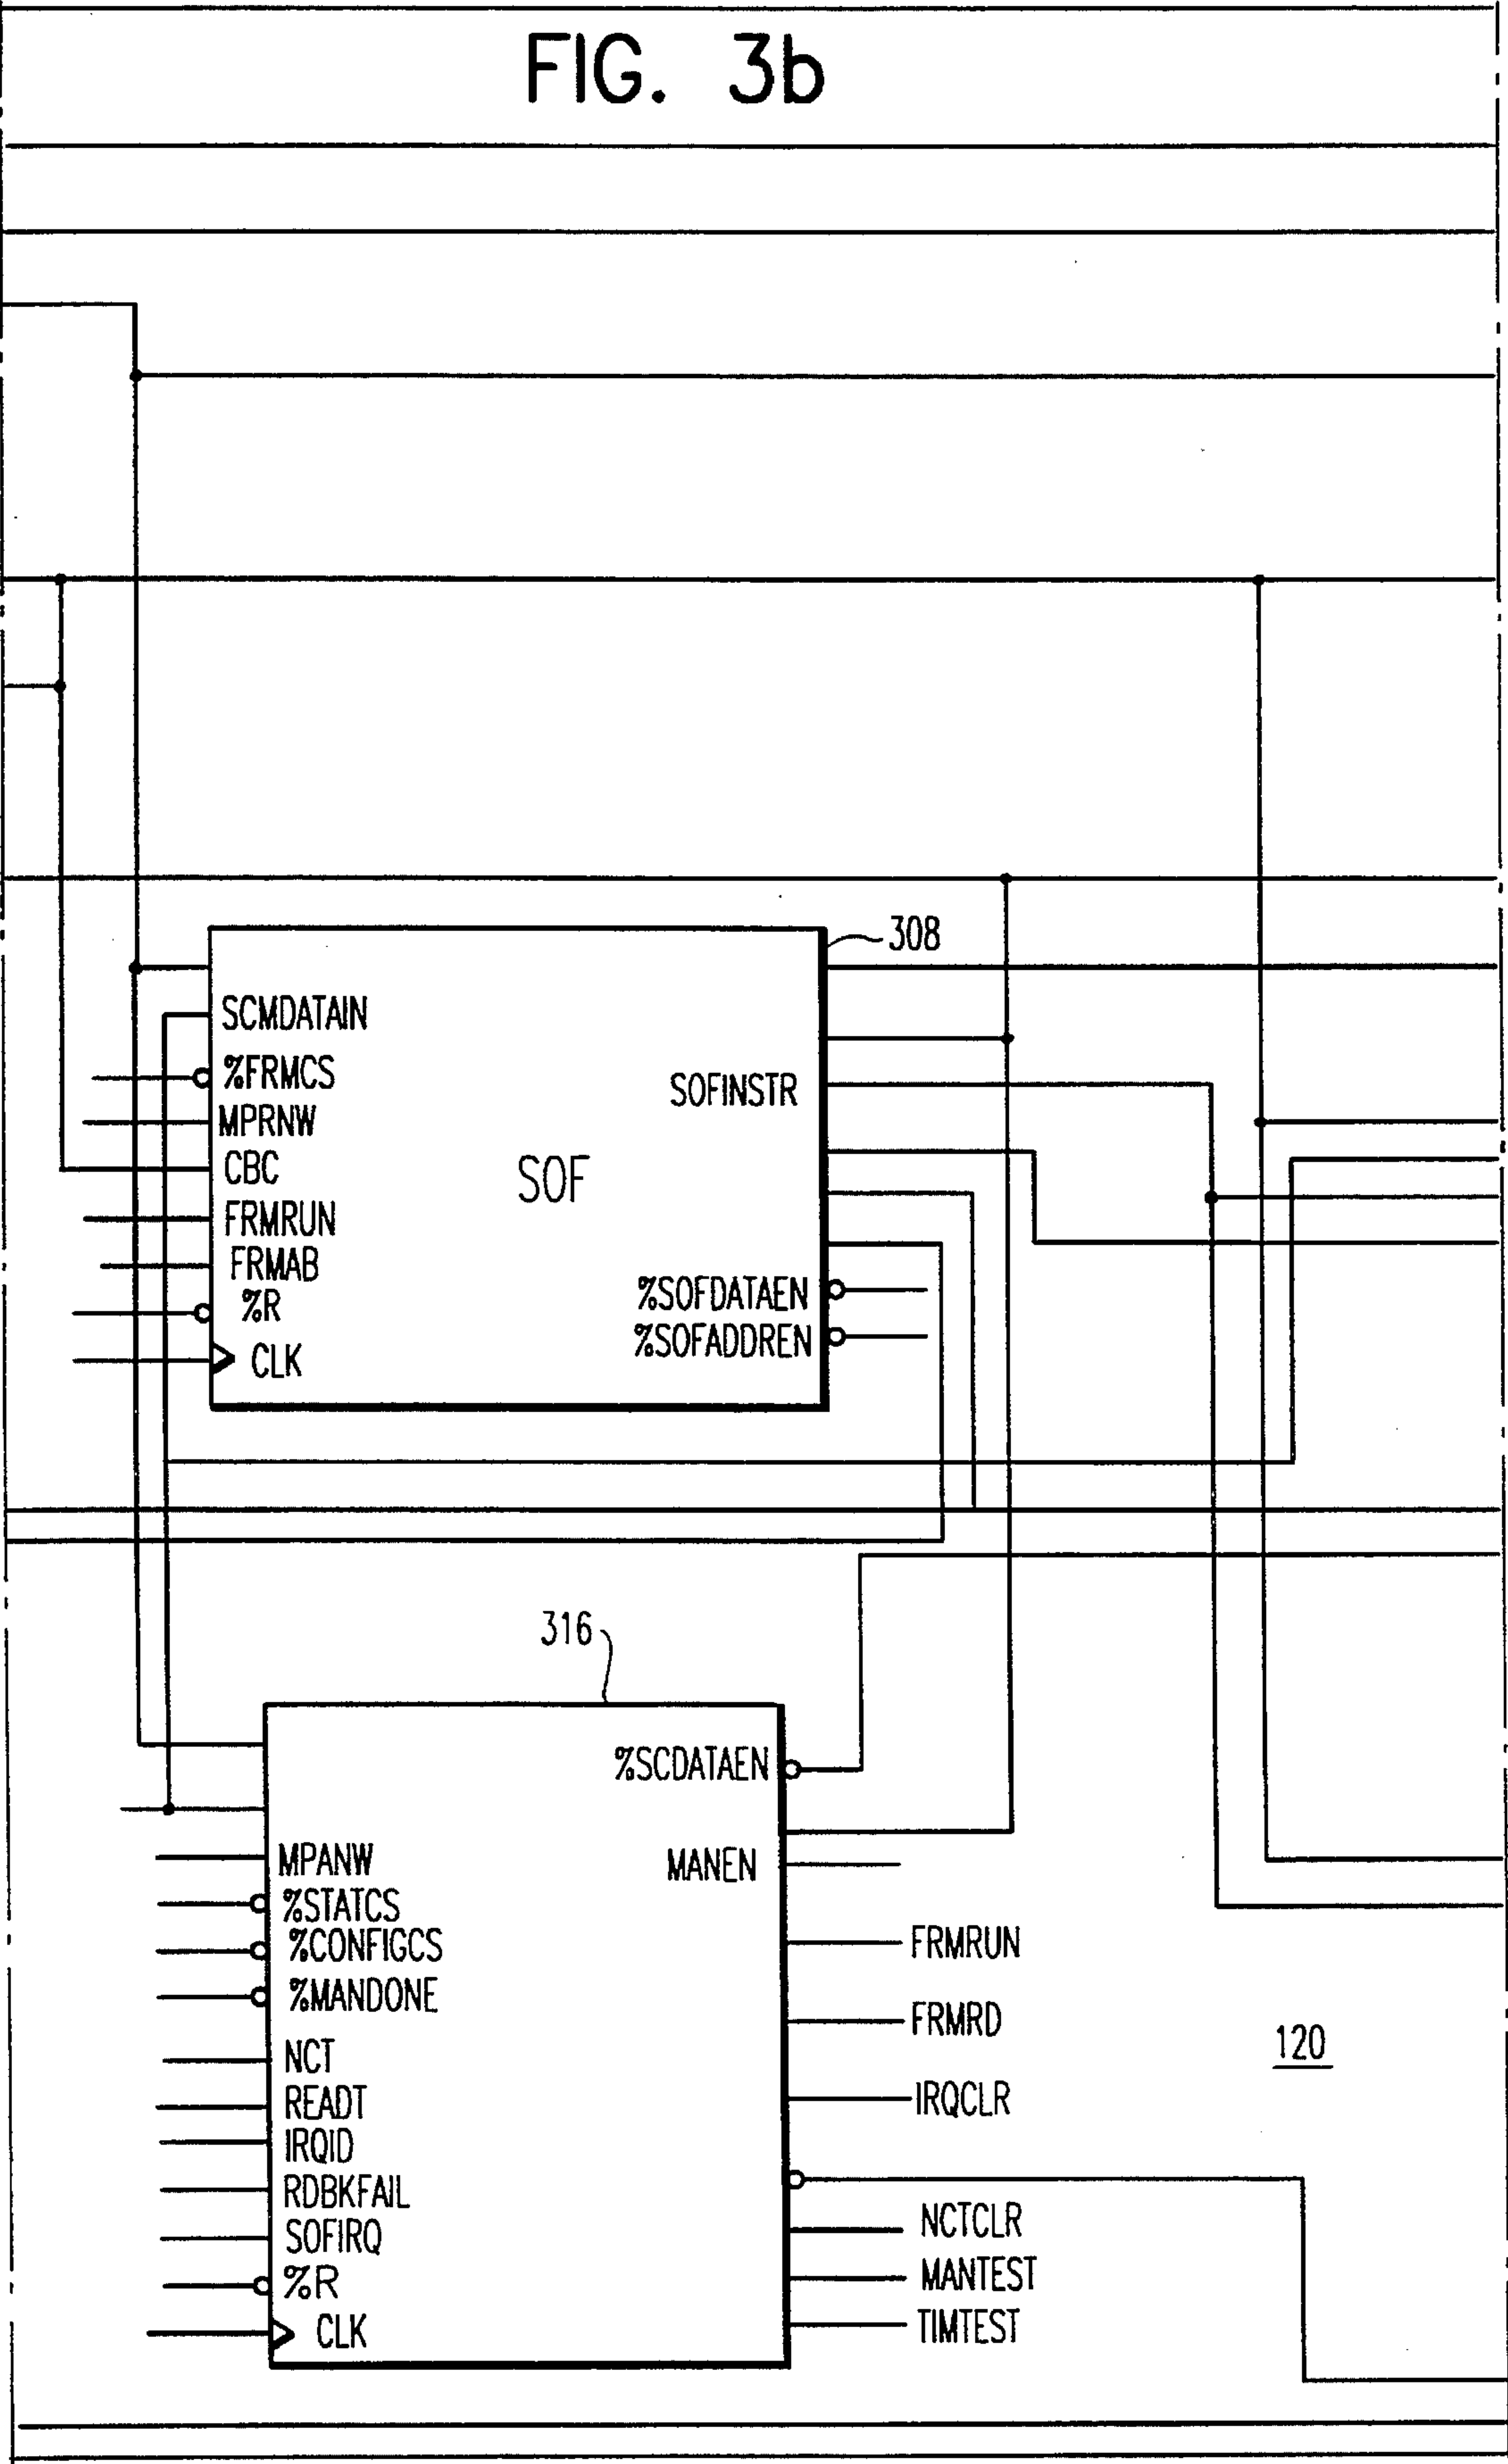 FIG. 3b
308
SCMDATAIN
%FRMCS
MPRNW
CBC
FRMRUN
FRMAB
%R
CLK
SOF
SOFINSTR
%SOFDATAEN
%SOFADDREN
316
%SCDATAEN
MPANW
%STATCS
%CONFIGCS
%MANDONE
NCT
READT
IRQID
RDBKFAIL
SOFIRQ
%R
CLK
MANEN
FRMRUN
FRMRD
IRQCLR
NCTCLR
MANTEST
TIMTEST
120